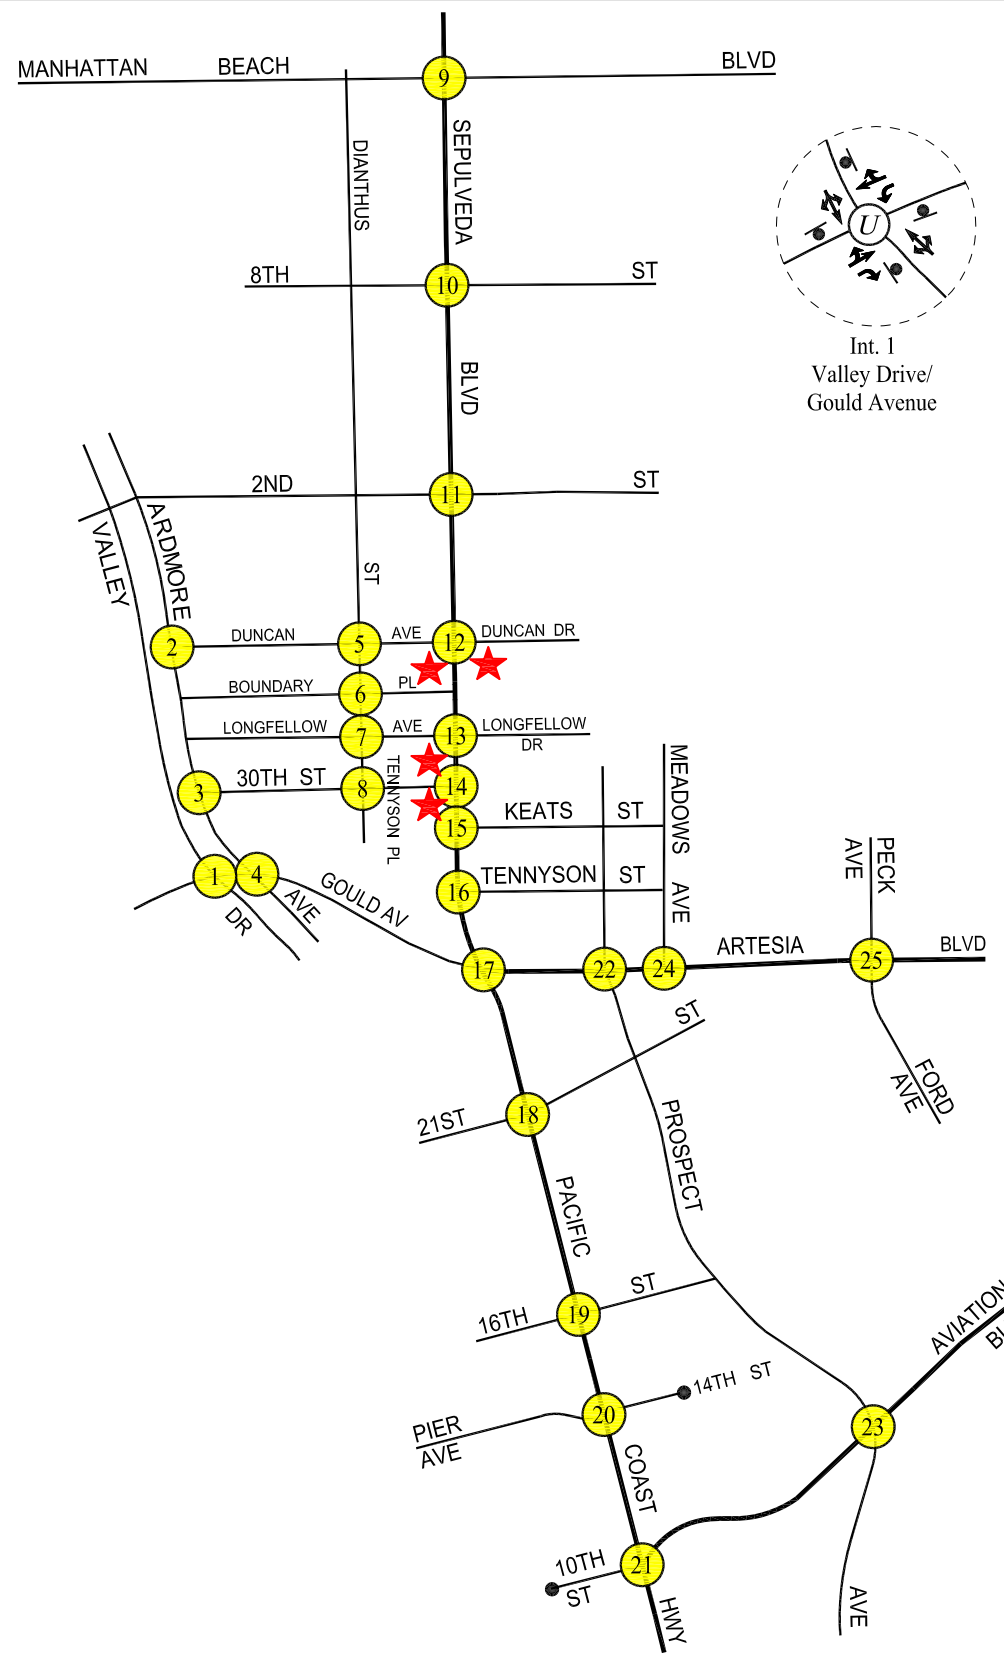 MANHATTAN BEACH BLVD
9
SEPULVEDA
DIANTHUS
8TH ST
10
U
Int. 1
Valley Drive/
Gould Avenue
BLVD
2ND ST
11
VALLEY
ARDMORE
ST
2
DUNCAN
5
AVE
12
DUNCAN DR
BOUNDARY
6
PL
LONGFELLOW
7
AVE
13
LONGFELLOW
DR
3
30TH ST
8
TENNYSON PL
14
15
KEATS ST
MEADOWS
AVE
16
TENNYSON ST
1
4
AVE
DR
GOULD AV
17
22
24
ARTESIA
PECK
AVE
25
BLVD
FORD
AVE
21ST
18
ST
PROSPECT
PACIFIC
16TH
19
ST
AVIATION
PIER
AVE
20
14TH ST
23
COAST
10TH
ST
21
HWY
AVE